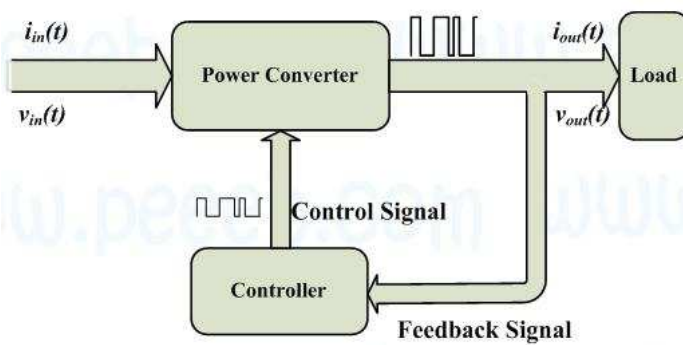 i_in(t)
i_out(t)
Power Converter
Load
v_in(t)
v_out(t)
Control Signal
Controller
Feedback Signal